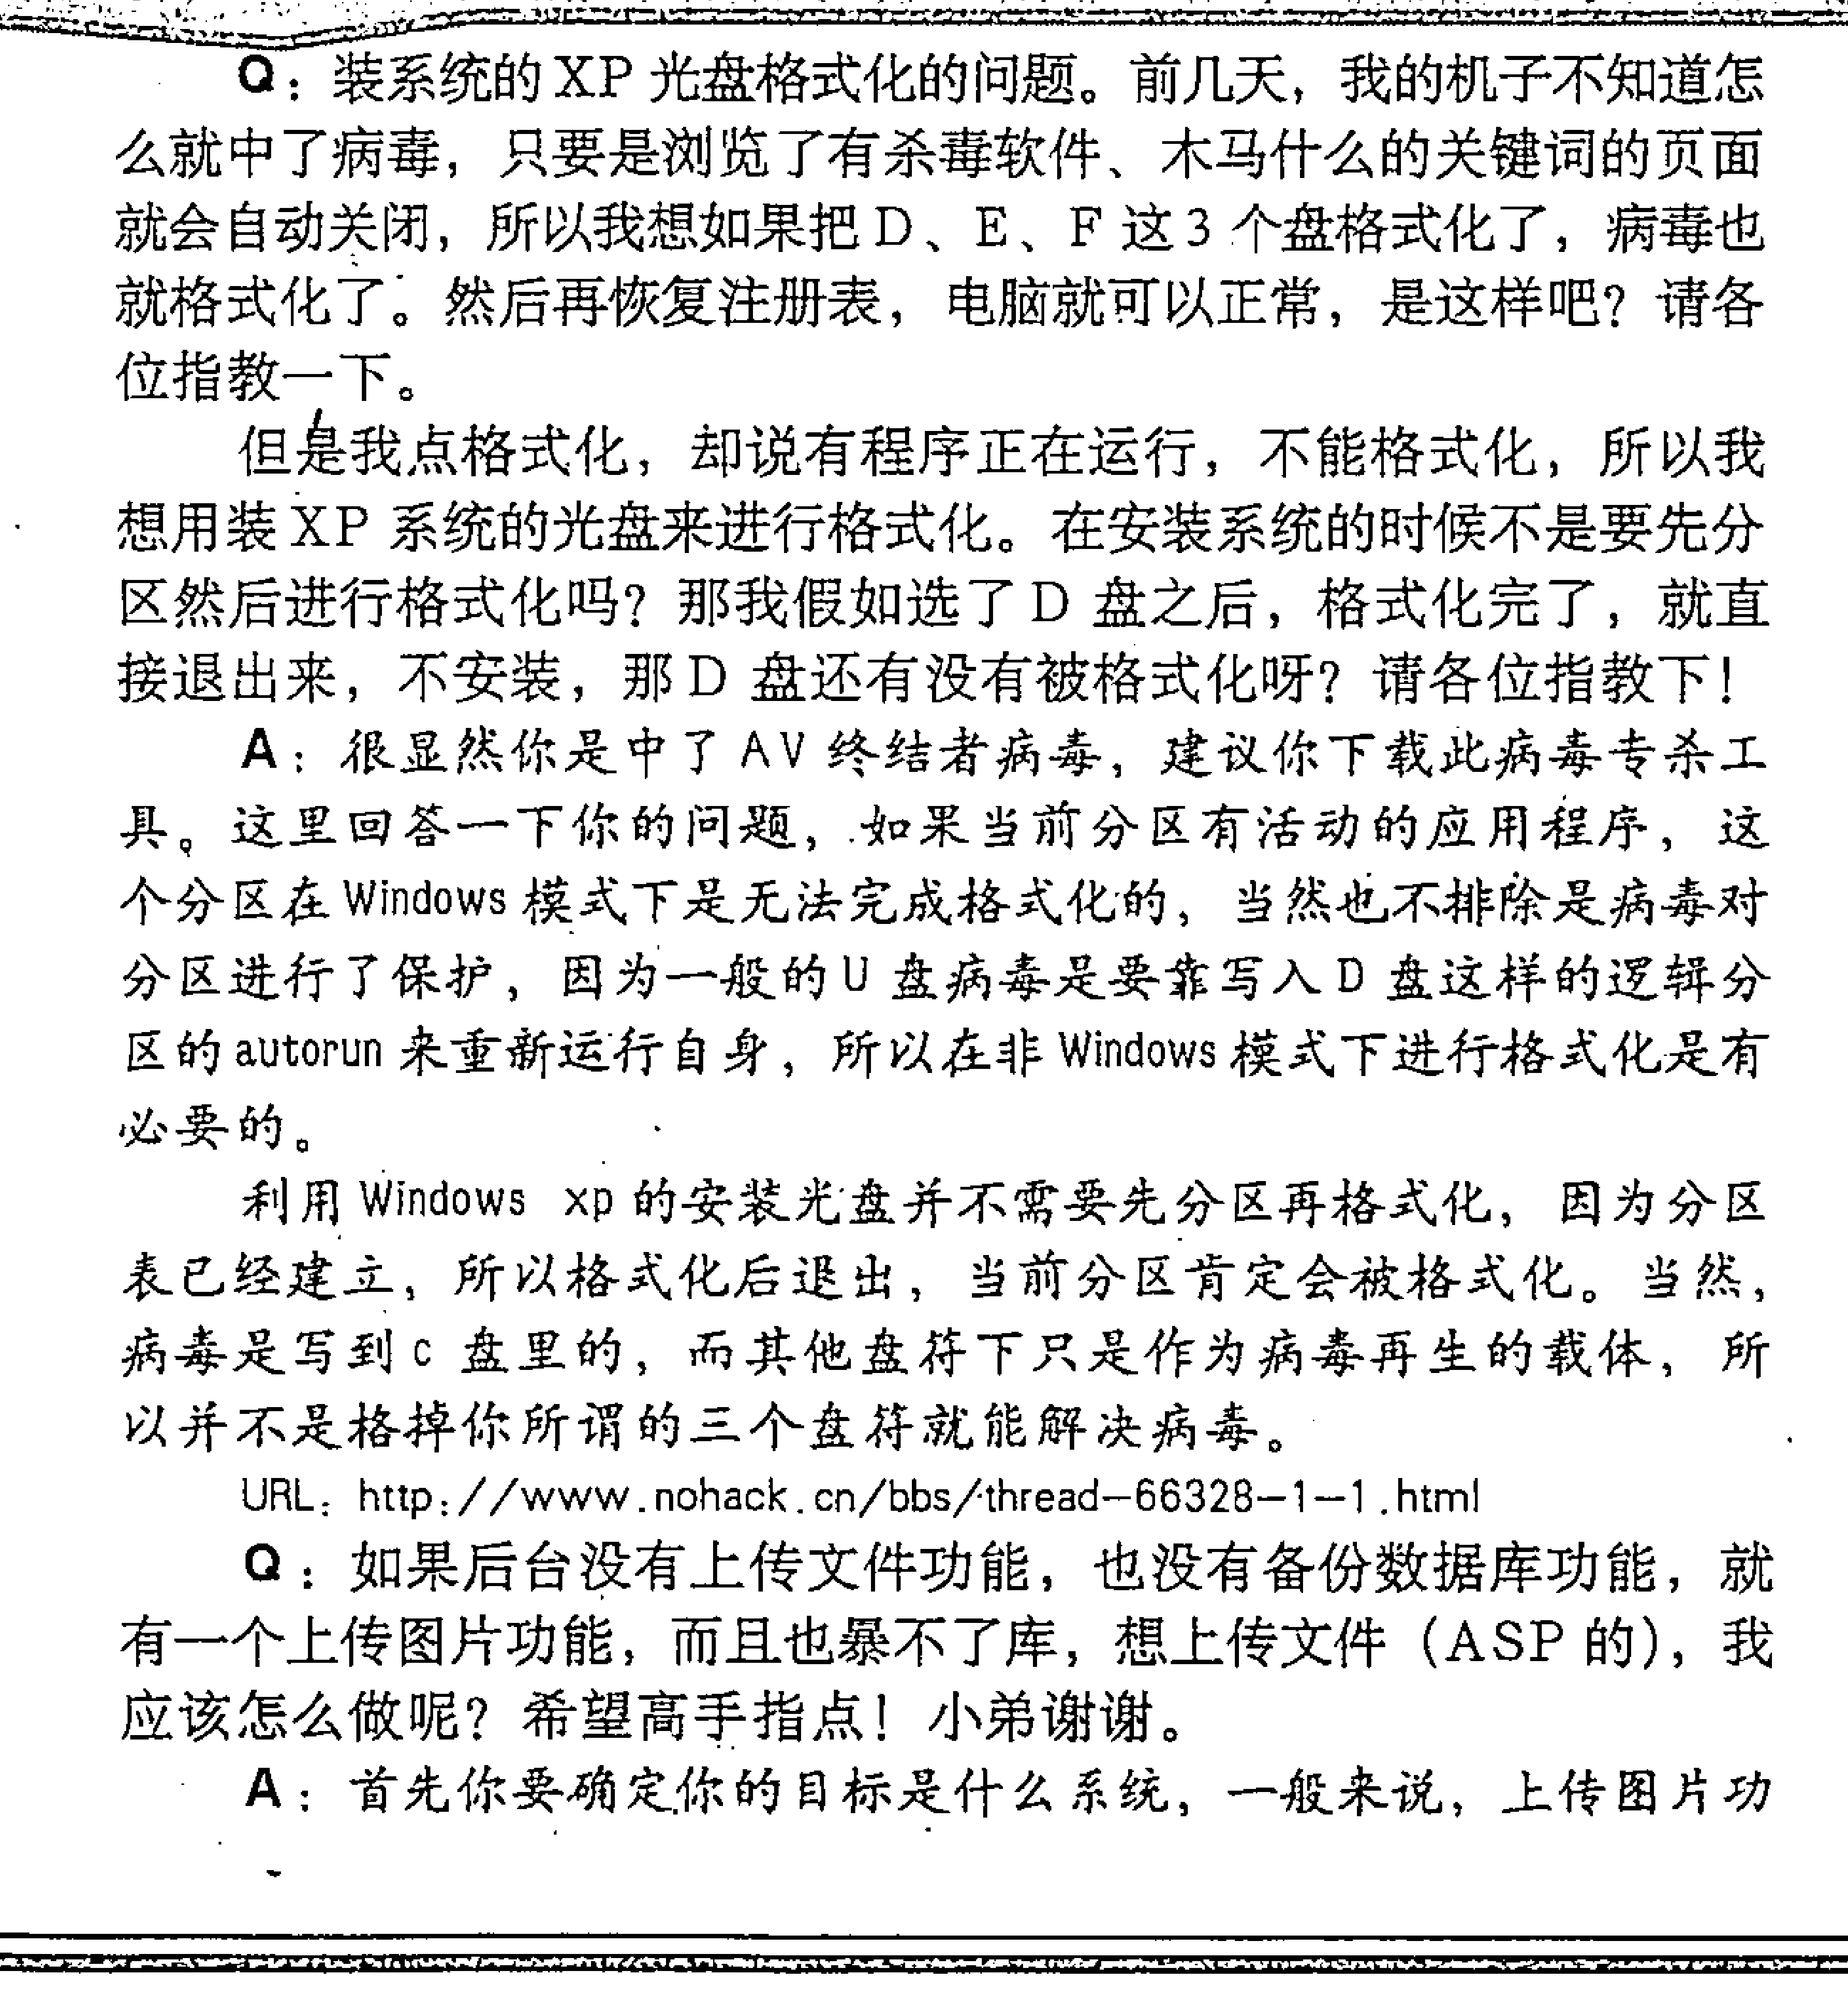 Q：装系统的XP光盘格式化的问题。前几天，我的机子不知道怎
么就中了病毒，只要是浏览了有杀毒软件、木马什么的关键词的页面
就会自动关闭，所以我想如果把D、E、F这3个盘格式化了，病毒也
就格式化了。然后再恢复注册表，电脑就可以正常，是这样吧？请各
位指教一下。
但是我点格式化，却说有程序正在运行，不能格式化，所以我
想用装XP系统的光盘来进行格式化。在安装系统的时候不是要先分
区然后进行格式化吗？那我假如选了D盘之后，格式化完了，就直
接退出来，不安装，那D盘还有没有被格式化呀？请各位指教下！
A：很显然你是中了AV终结者病毒，建议你下载此病毒专杀工
具。这里回答一下你的问题，如果当前分区有活动的应用程序，这
个分区在Windows模式下是无法完成格式化的，当然也不排除是病毒对
分区进行了保护，因为一般的U盘病毒是要靠写入D盘这样的逻辑分
区的autorun来重新运行自身，所以在非Windows模式下进行格式化是有
必要的。
利用Windows xp的安装光盘并不需要先分区再格式化，因为分区
表已经建立，所以格式化后退出，当前分区肯定会被格式化。当然，
病毒是写到c盘里的，而其他盘符下只是作为病毒再生的载体，所
以并不是格掉你所谓的三个盘符就能解决病毒。
URL：http://www.nohack.cn/bbs/thread-66328-1-1.html
Q：如果后台没有上传文件功能，也没有备份数据库功能，就
有一个上传图片功能，而且也暴不了库，想上传文件（ASP的），我
应该怎么做呢？希望高手指点！小弟谢谢。
A：首先你要确定你的目标是什么系统，一般来说，上传图片功